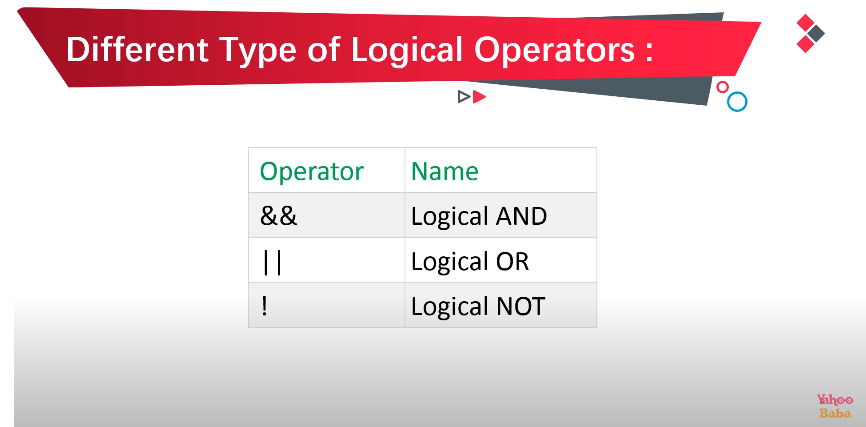 Different Type of Logical Operators :
Operator Name
&& Logical AND
|| Logical OR
! Logical NOT
Yahoo
Baba